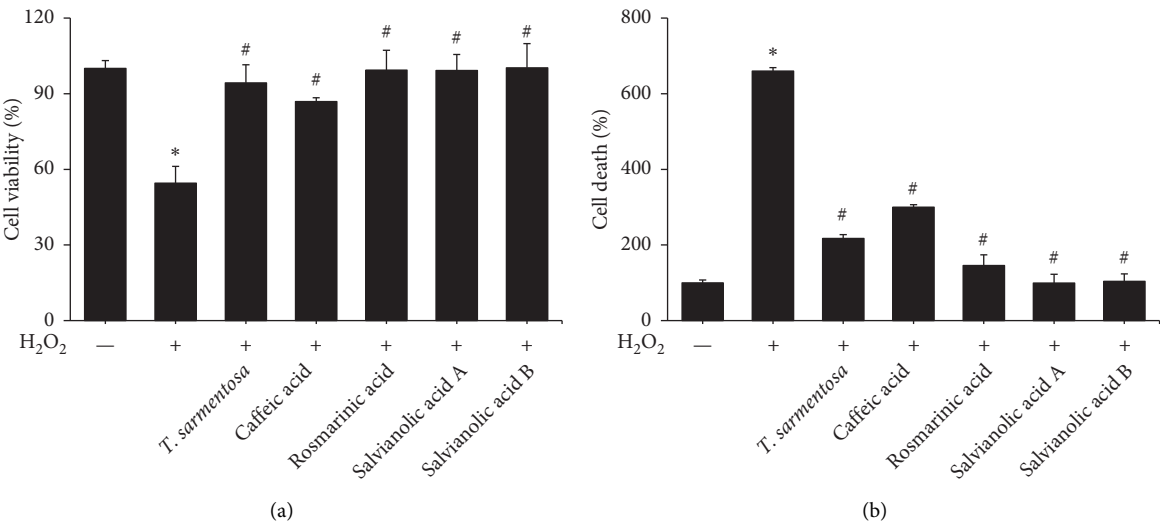 120
90
60
30
0
Cell viability (%)
#
*
#
#
#
#
H₂O₂ — + + + + + +
T. sarmentosa
Caffeic acid
Rosmarinic acid
Salvianolic acid A
Salvianolic acid B
(a)
800
600
400
200
0
Cell death (%)
*
#
#
#
#
#
H₂O₂ — + + + + + +
T. sarmentosa
Caffeic acid
Rosmarinic acid
Salvianolic acid A
Salvianolic acid B
(b)